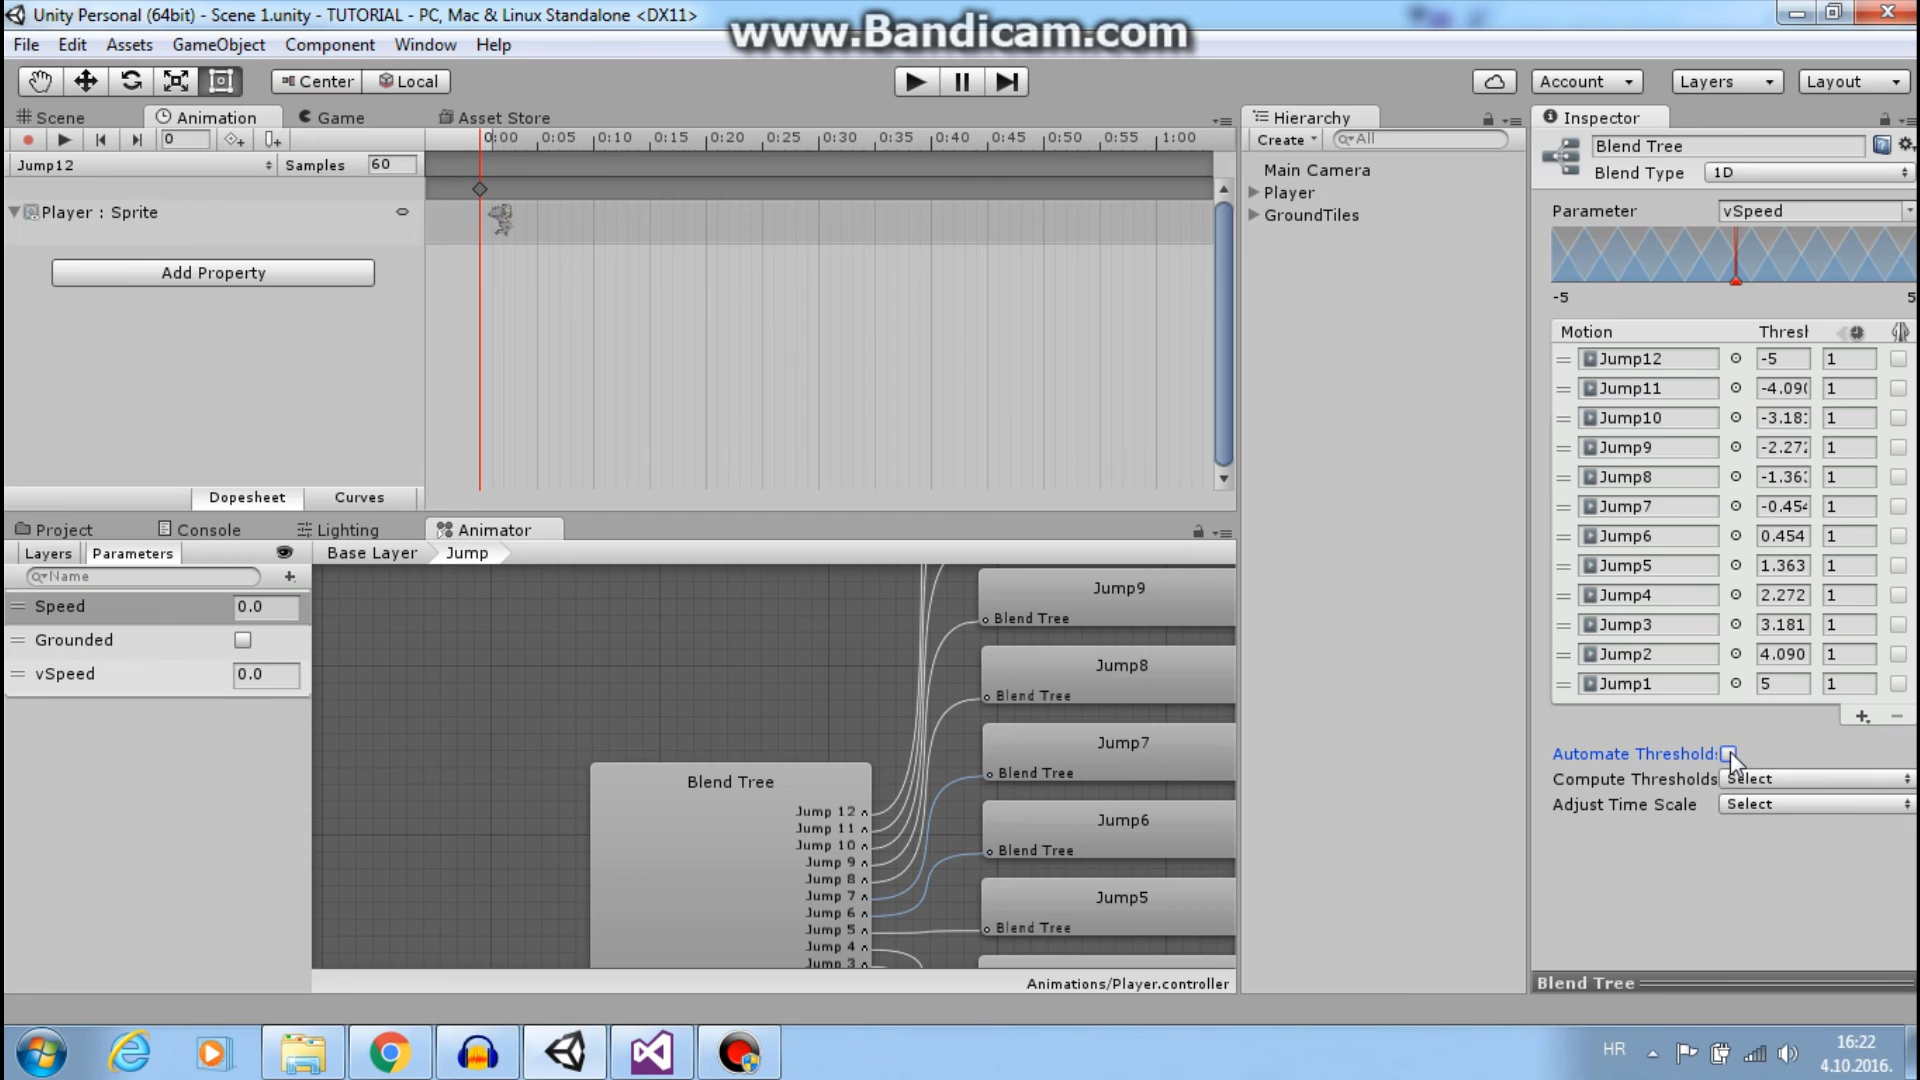 Unity Personal (64bit) - Scene 1.unity - TUTORIAL - PC, Mac & Linux Standalone <DX11>
www.Bandicam.com
File Edit Assets GameObject Component Window Help
Center Local
Account Layers Layout
Scene Animation Game Asset Store
Hierarchy
Inspector
0
0:00 0:05 0:10 0:15 0:20 0:25 0:30 0:35 0:40 0:45 0:50 0:55 1:00
Create All
Blend Tree
Jump12 Samples 60
Blend Type 1D
Main Camera
Player
GroundTiles
Player : Sprite
Parameter vSpeed
Add Property
-5 5
Motion Thresh
Jump12 -5 1
Jump11 -4.090 1
Jump10 -3.181 1
Jump9 -2.272 1
Jump8 -1.363 1
Jump7 -0.454 1
Jump6 0.454 1
Jump5 1.363 1
Jump4 2.272 1
Jump3 3.181 1
Jump2 4.090 1
Jump1 5 1
Automate Threshold:
Compute Thresholds Select
Adjust Time Scale Select
Blend Tree
Dopesheet Curves
Project Console Lighting Animator
Layers Parameters
Base Layer Jump
Name
Speed 0.0
Grounded
vSpeed 0.0
Jump9
Blend Tree
Jump8
Blend Tree
Jump7
Blend Tree
Jump6
Blend Tree
Jump5
Blend Tree
Blend Tree
Jump 12
Jump 11
Jump 10
Jump 9
Jump 8
Jump 7
Jump 6
Jump 5
Jump 4
Jump 3
Animations/Player.controller
HR
16:22
4.10.2016.